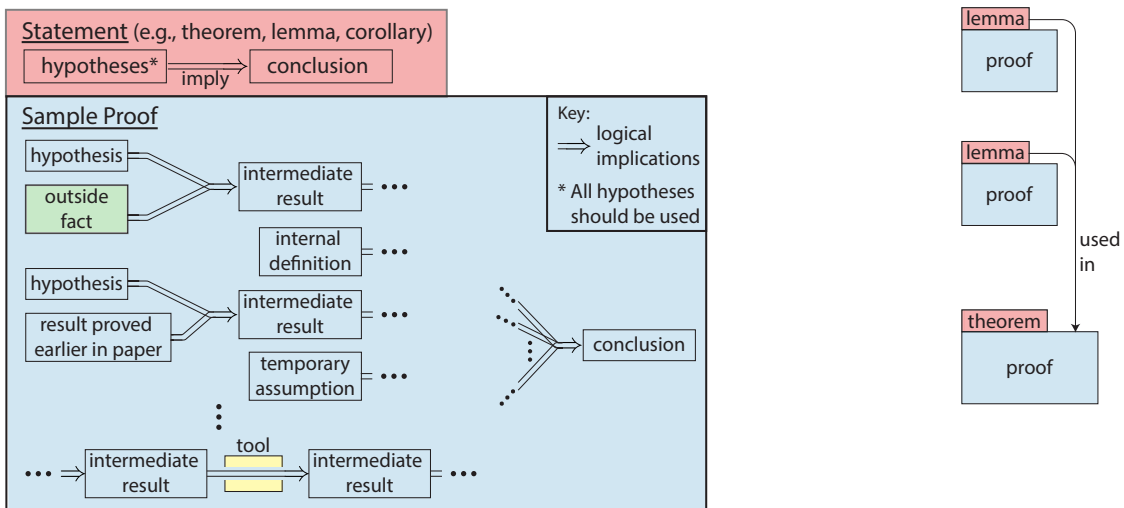 Statement (e.g., theorem, lemma, corollary)
hypotheses*
imply
conclusion
Sample Proof
hypothesis
outside
fact
intermediate
result
internal
definition
hypothesis
result proved
earlier in paper
intermediate
result
temporary
assumption
conclusion
intermediate
result
tool
intermediate
result
Key:
logical
implications
* All hypotheses
should be used
lemma
proof
lemma
proof
used
in
theorem
proof